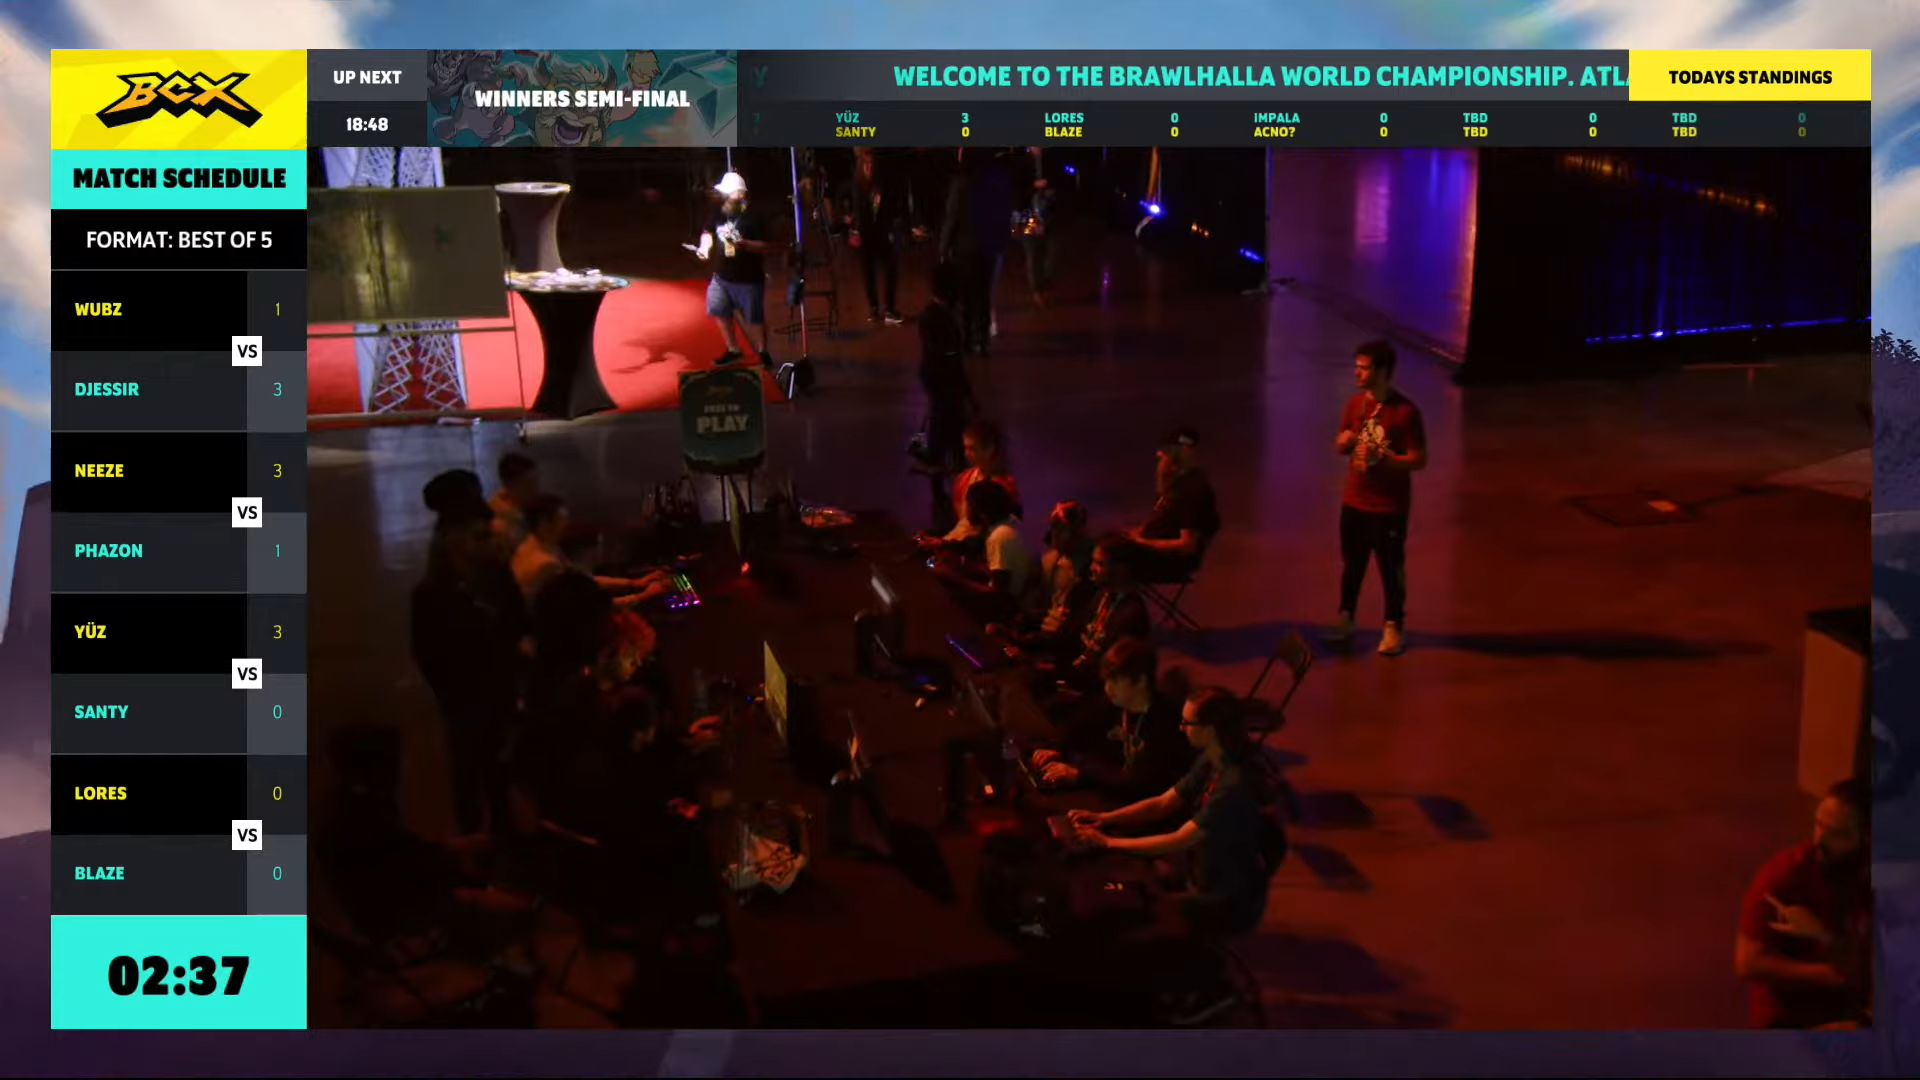 BCX
UP NEXT
18:48
WINNERS SEMI-FINAL
WELCOME TO THE BRAWLHALLA WORLD CHAMPIONSHIP. ATL
TODAYS STANDINGS
YÜZ 3
SANTY 0
LORES 0
BLAZE 0
IMPALA 0
ACNO? 0
TBD 0
TBD 0
TBD 0
TBD 0
MATCH SCHEDULE
FORMAT: BEST OF 5
WUBZ 1
VS
DJESSIR 3
NEEZE 3
VS
PHAZON 1
YÜZ 3
VS
SANTY 0
LORES 0
VS
BLAZE 0
02:37
PLAY